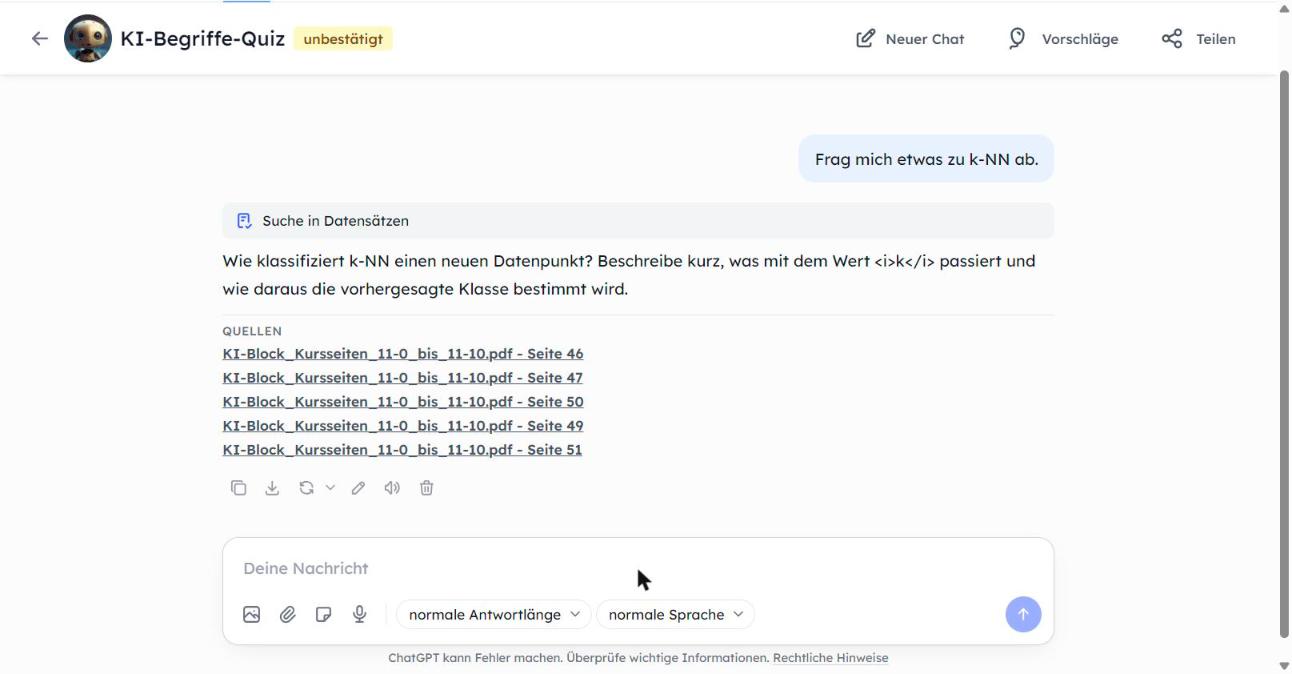 KI-Begriffe-Quiz unbestätigt Neuer Chat Vorschläge Teilen
Frag mich etwas zu k-NN ab.
Suche in Datensätzen
Wie klassifiziert k-NN einen neuen Datenpunkt? Beschreibe kurz, was mit dem Wert <i>k</i> passiert und
wie daraus die vorhergesagte Klasse bestimmt wird.
QUELLEN
KI-Block_Kursseiten_11-0_bis_11-10.pdf - Seite 46
KI-Block_Kursseiten_11-0_bis_11-10.pdf - Seite 47
KI-Block_Kursseiten_11-0_bis_11-10.pdf - Seite 50
KI-Block_Kursseiten_11-0_bis_11-10.pdf - Seite 49
KI-Block_Kursseiten_11-0_bis_11-10.pdf - Seite 51
Deine Nachricht
normale Antwortlänge normale Sprache
ChatGPT kann Fehler machen. Überprüfe wichtige Informationen. Rechtliche Hinweise